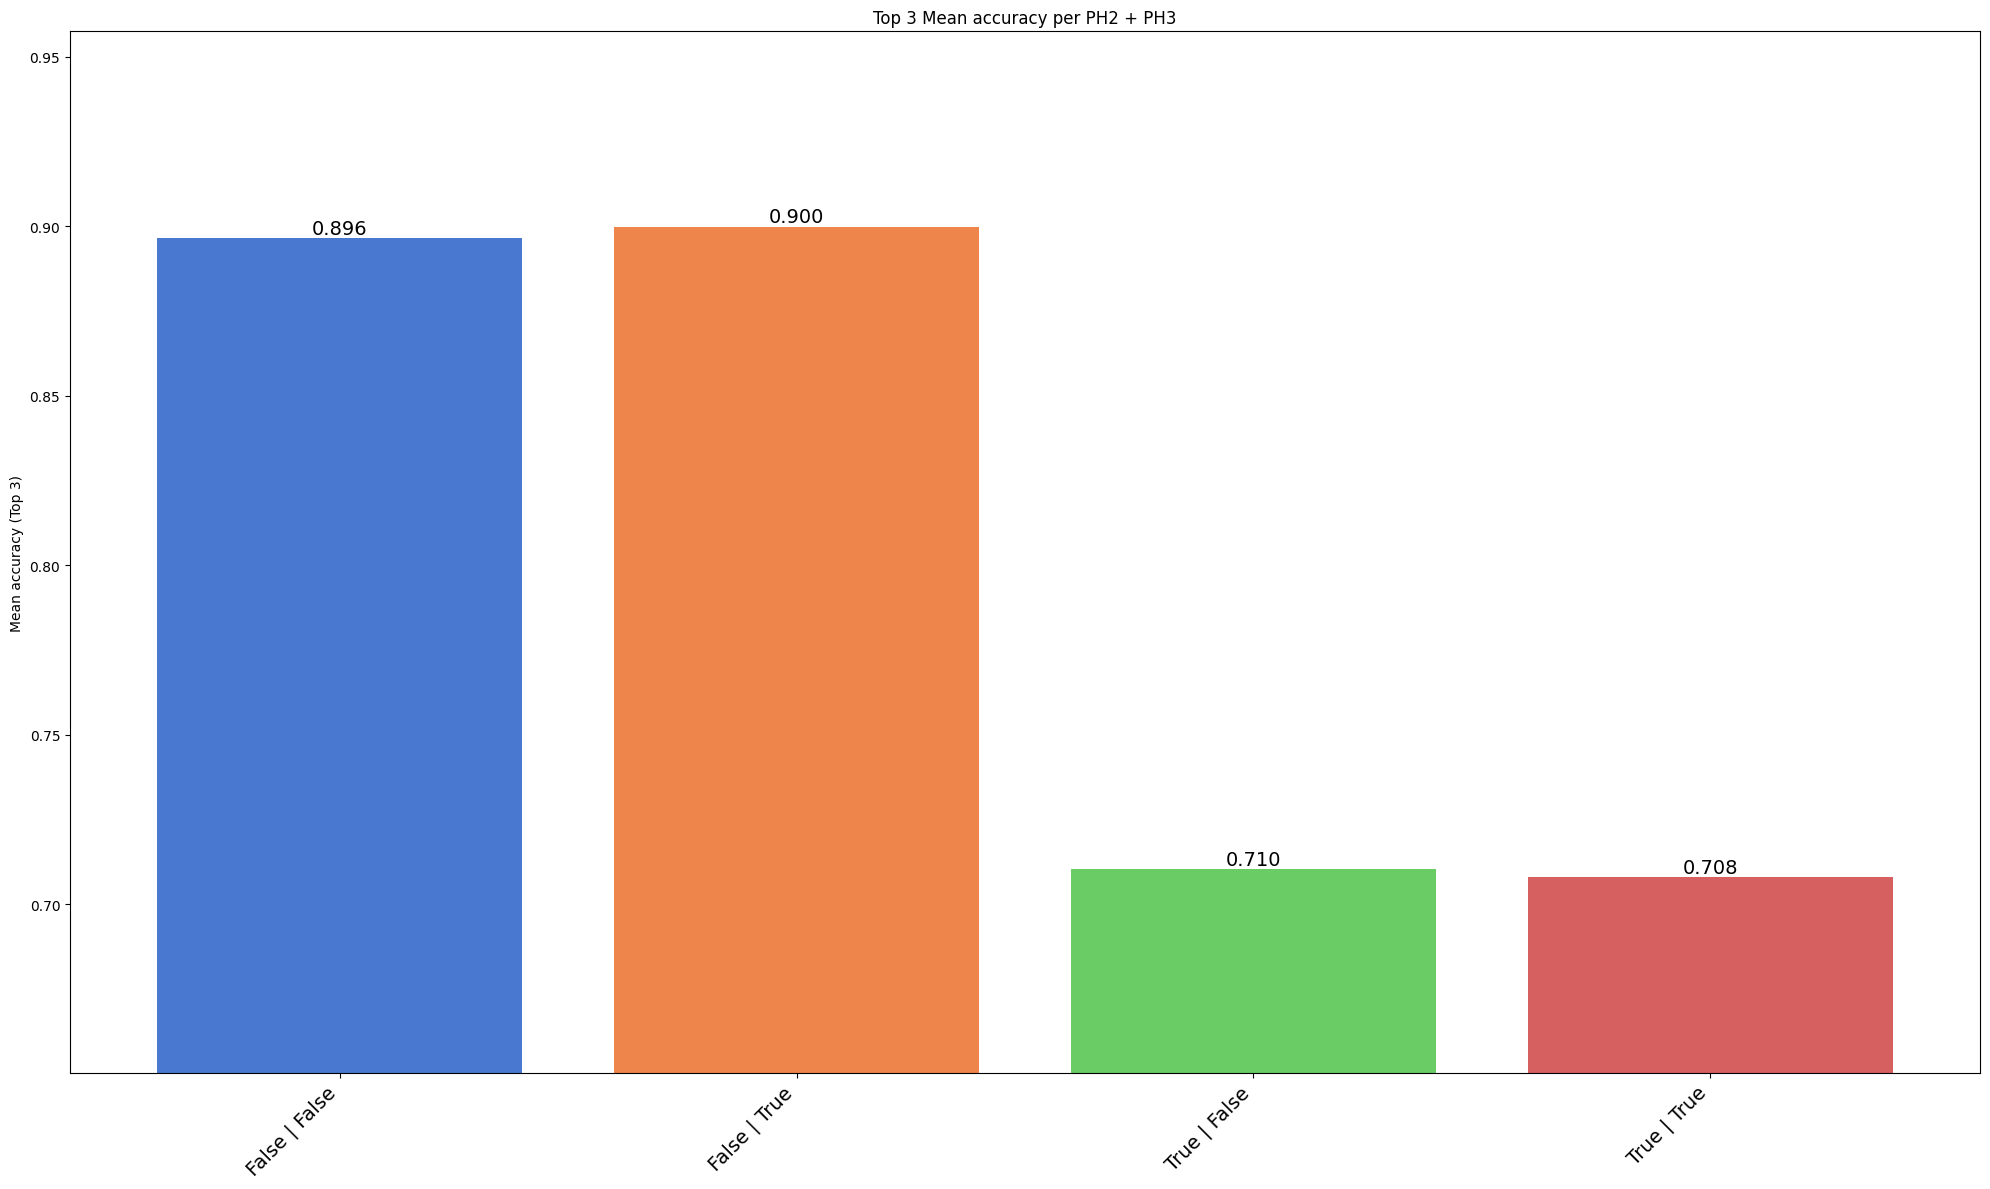 Top 3 Mean accuracy per PH2 + PH3
Mean accuracy (Top 3)
0.95
0.90
0.85
0.80
0.75
0.70
0.896
0.900
0.710
0.708
False | False
False | True
True | False
True | True